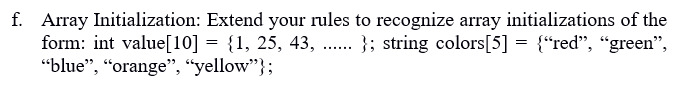 f. Array Initialization: Extend your rules to recognize array initializations of the
form: int value[10] = {1, 25, 43, ...... }; string colors[5] = {“red”, “green”,
“blue”, “orange”, “yellow”};